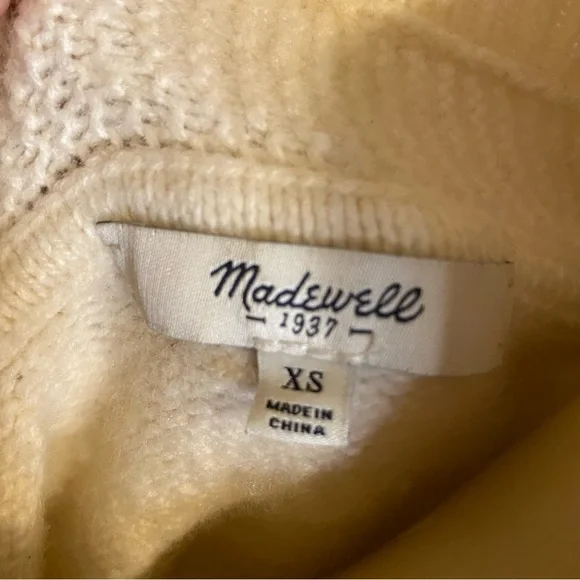 Madewell
- 1937 -
XS
MADE IN
CHINA